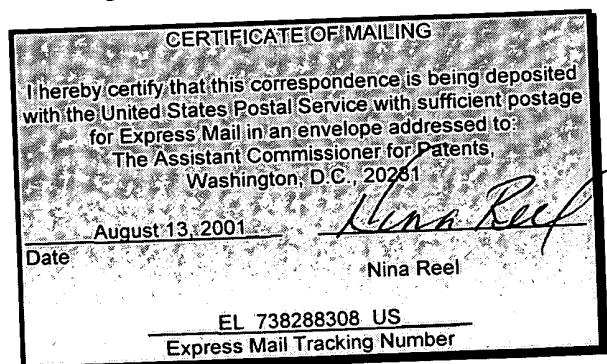 CERTIFICATE OF MAILING
I hereby certify that this correspondence is being deposited
with the United States Postal Service with sufficient postage
for Express Mail in an envelope addressed to:
The Assistant Commissioner for Patents,
Washington, D.C., 20231
August 13, 2001 Nina Reel
Date
Nina Reel
EL 738288308 US
Express Mail Tracking Number